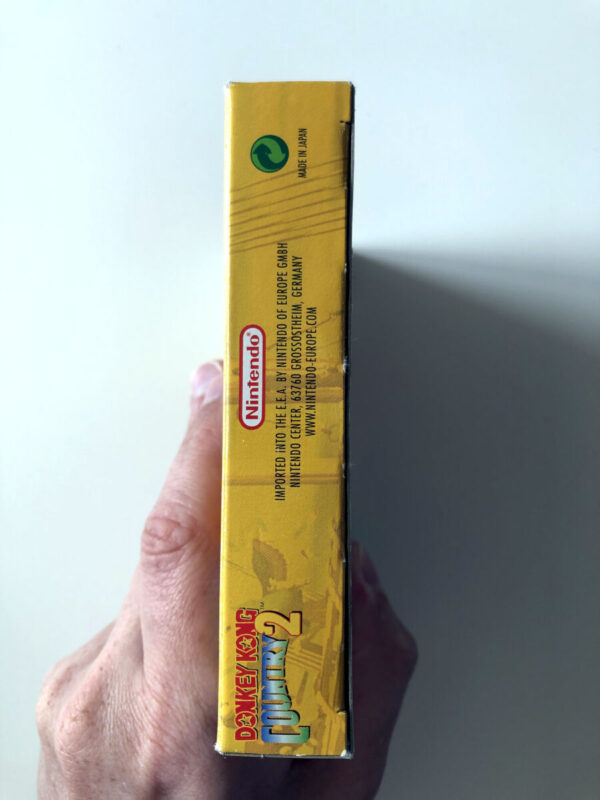 DONKEY KONG
COUNTRY 2™
Nintendo®
IMPORTED INTO THE E.E.A. BY NINTENDO OF EUROPE GMBH
NINTENDO CENTER, 63760 GROSSOSTHEIM, GERMANY
WWW.NINTENDO-EUROPE.COM
MADE IN JAPAN